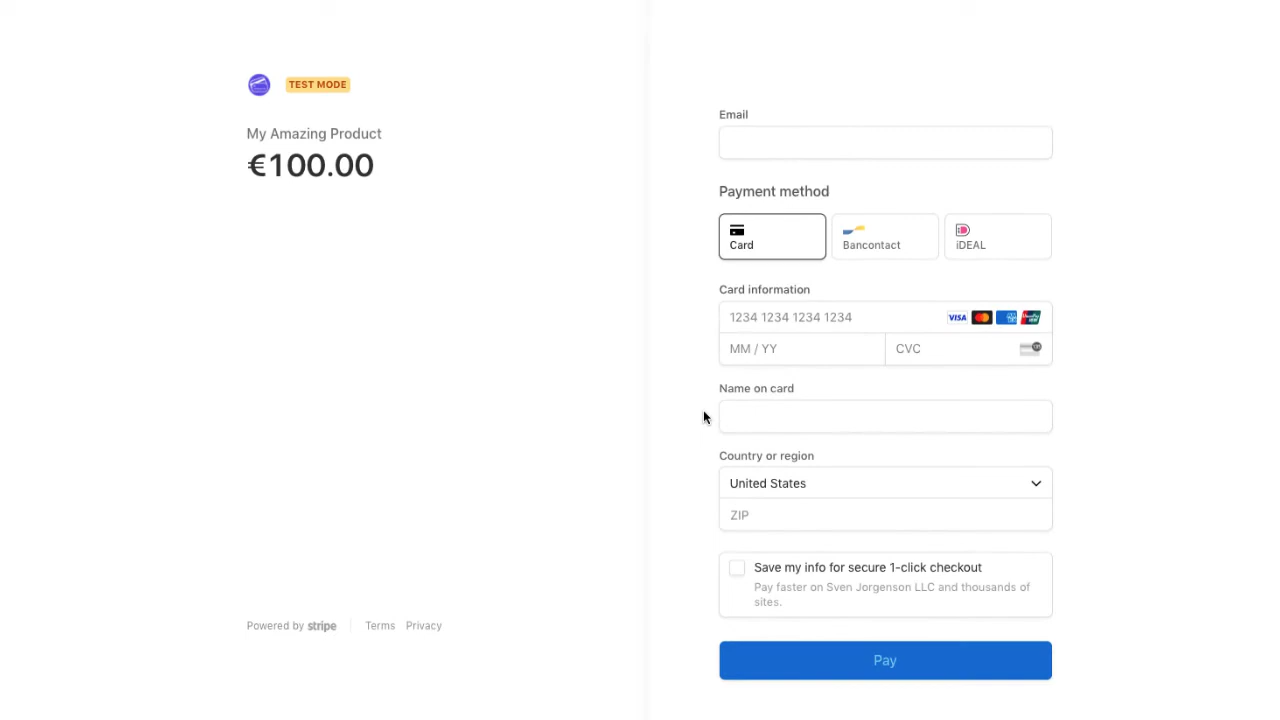 TEST MODE
My Amazing Product
€100.00
Powered by stripe
Terms Privacy
Email
Payment method
Card
Bancontact
iDEAL
Card information
1234 1234 1234 1234
VISA
MM / YY
CVC
Name on card
Country or region
United States
ZIP
Save my info for secure 1-click checkout
Pay faster on Sven Jorgenson LLC and thousands of
sites.
Pay